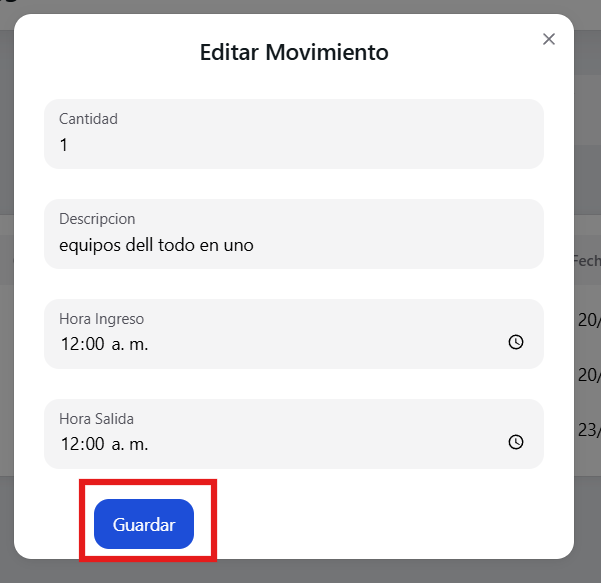 Editar Movimiento
Cantidad
1
Descripcion
equipos dell todo en uno
Fech
Hora Ingreso
12:00 a. m.
20/
20/
Hora Salida
12:00 a. m.
23/
Guardar